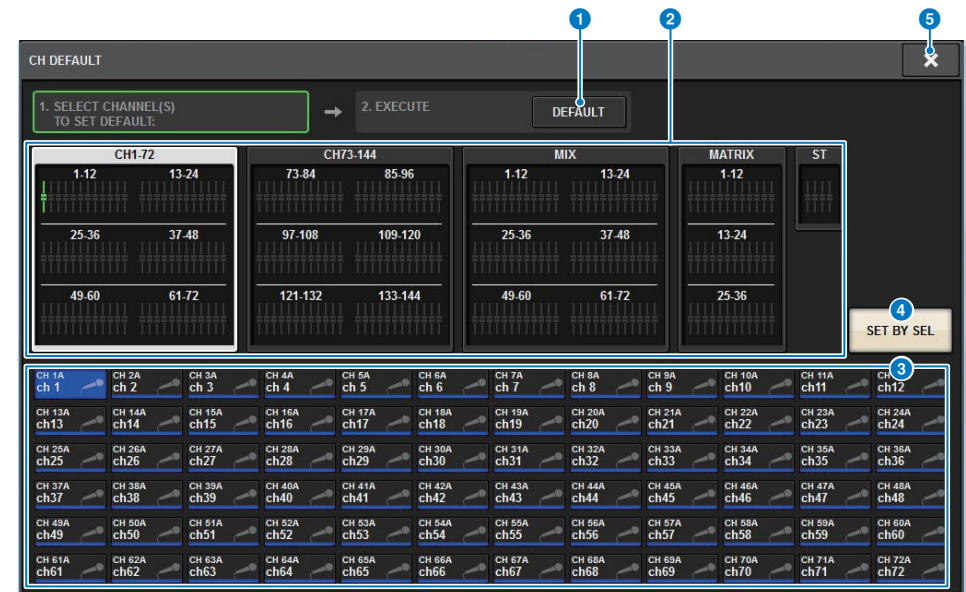 1 2 5
CH DEFAULT
1. SELECT CHANNEL(S)
TO SET DEFAULT:
2. EXECUTE
DEFAULT
CH1-72 CH73-144 MIX MATRIX ST
1-12 13-24 73-84 85-96 1-12 13-24 1-12
25-36 37-48 97-108 109-120 25-36 37-48 13-24
49-60 61-72 121-132 133-144 49-60 61-72 25-36
4
SET BY SEL
3
CH 1A CH 2A CH 3A CH 4A CH 5A CH 6A CH 7A CH 8A CH 9A CH 10A CH 11A CH
ch 1 ch 2 ch 3 ch 4 ch 5 ch 6 ch 7 ch 8 ch 9 ch10 ch11 ch12
CH 13A CH 14A CH 15A CH 16A CH 17A CH 18A CH 19A CH 20A CH 21A CH 22A CH 23A CH 24A
ch13 ch14 ch15 ch16 ch17 ch18 ch19 ch20 ch21 ch22 ch23 ch24
CH 25A CH 26A CH 27A CH 28A CH 29A CH 30A CH 31A CH 32A CH 33A CH 34A CH 35A CH 36A
ch25 ch26 ch27 ch28 ch29 ch30 ch31 ch32 ch33 ch34 ch35 ch36
CH 37A CH 38A CH 39A CH 40A CH 41A CH 42A CH 43A CH 44A CH 45A CH 46A CH 47A CH 48A
ch37 ch38 ch39 ch40 ch41 ch42 ch43 ch44 ch45 ch46 ch47 ch48
CH 49A CH 50A CH 51A CH 52A CH 53A CH 54A CH 55A CH 56A CH 57A CH 58A CH 59A CH 60A
ch49 ch50 ch51 ch52 ch53 ch54 ch55 ch56 ch57 ch58 ch59 ch60
CH 61A CH 62A CH 63A CH 64A CH 65A CH 66A CH 67A CH 68A CH 69A CH 70A CH 71A CH 72A
ch61 ch62 ch63 ch64 ch65 ch66 ch67 ch68 ch69 ch70 ch71 ch72